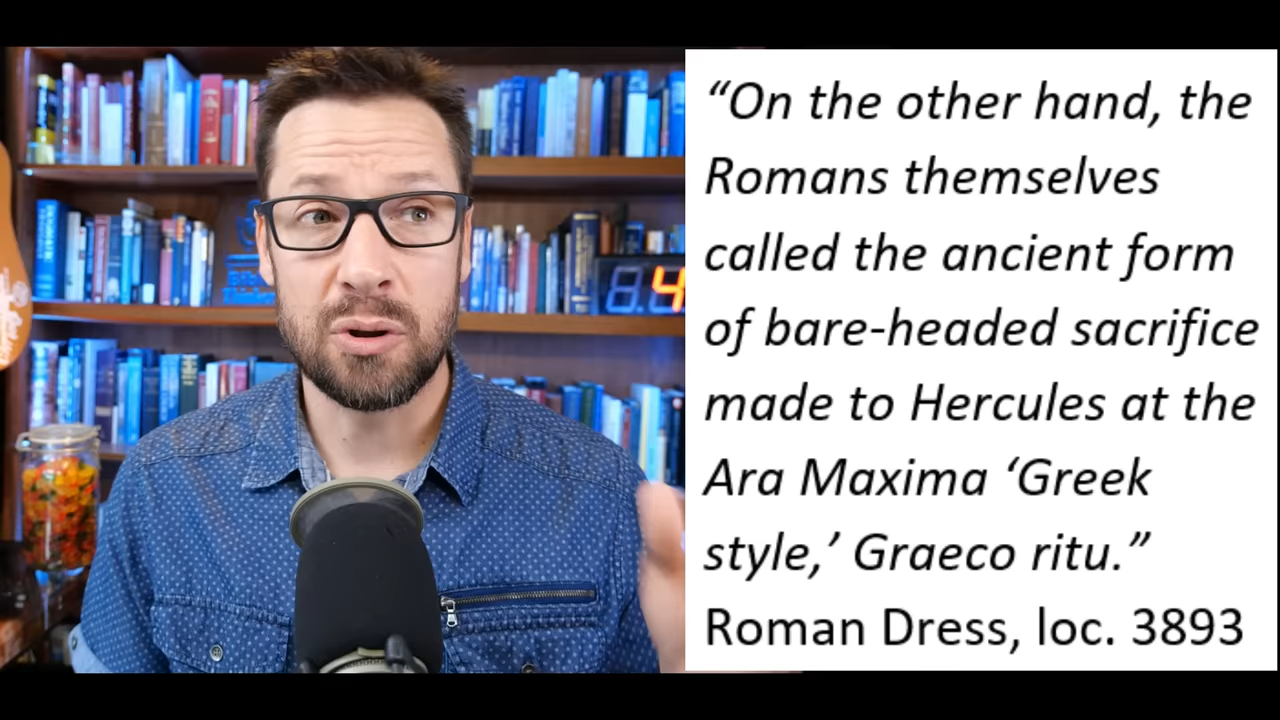 “On the other hand, the
Romans themselves
called the ancient form
of bare-headed sacrifice
made to Hercules at the
Ara Maxima ‘Greek
style,’ Graeco ritu.”
Roman Dress, loc. 3893